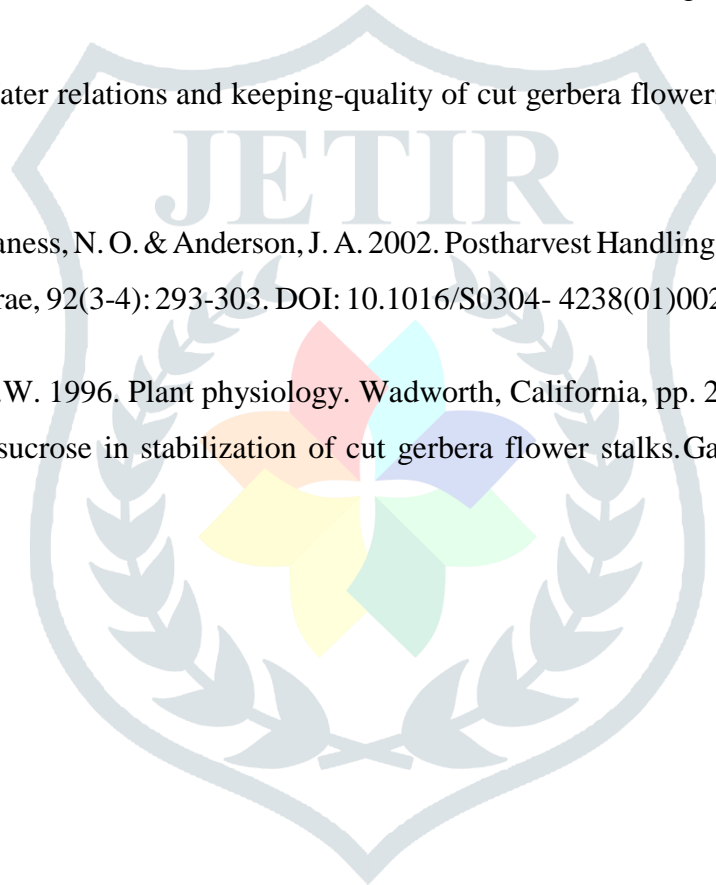 ater relations and keeping-quality of cut gerbera flowers
JETIR
aness, N. O. & Anderson, J. A. 2002. Postharvest Handling
rae, 92(3-4): 293-303. DOI: 10.1016/S0304- 4238(01)002
.W. 1996. Plant physiology. Wadworth, California, pp. 2
sucrose in stabilization of cut gerbera flower stalks.Ga